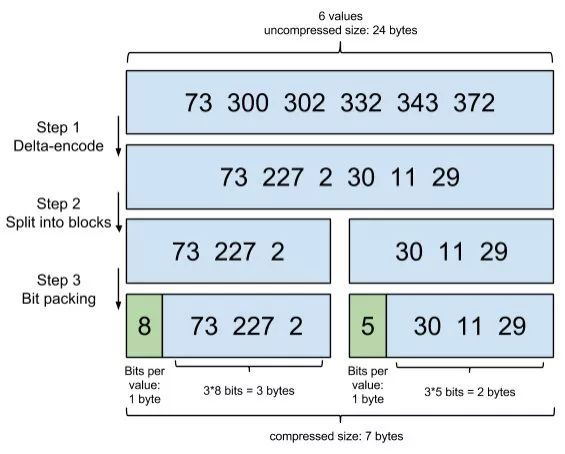 6 values
uncompressed size: 24 bytes
73 300 302 332 343 372
Step 1
Delta-encode
73 227 2 30 11 29
Step 2
Split into blocks
73 227 2
30 11 29
Step 3
Bit packing
8
73 227 2
5
30 11 29
Bits per
value:
1 byte
3*8 bits = 3 bytes
Bits per
value:
1 byte
3*5 bits = 2 bytes
compressed size: 7 bytes